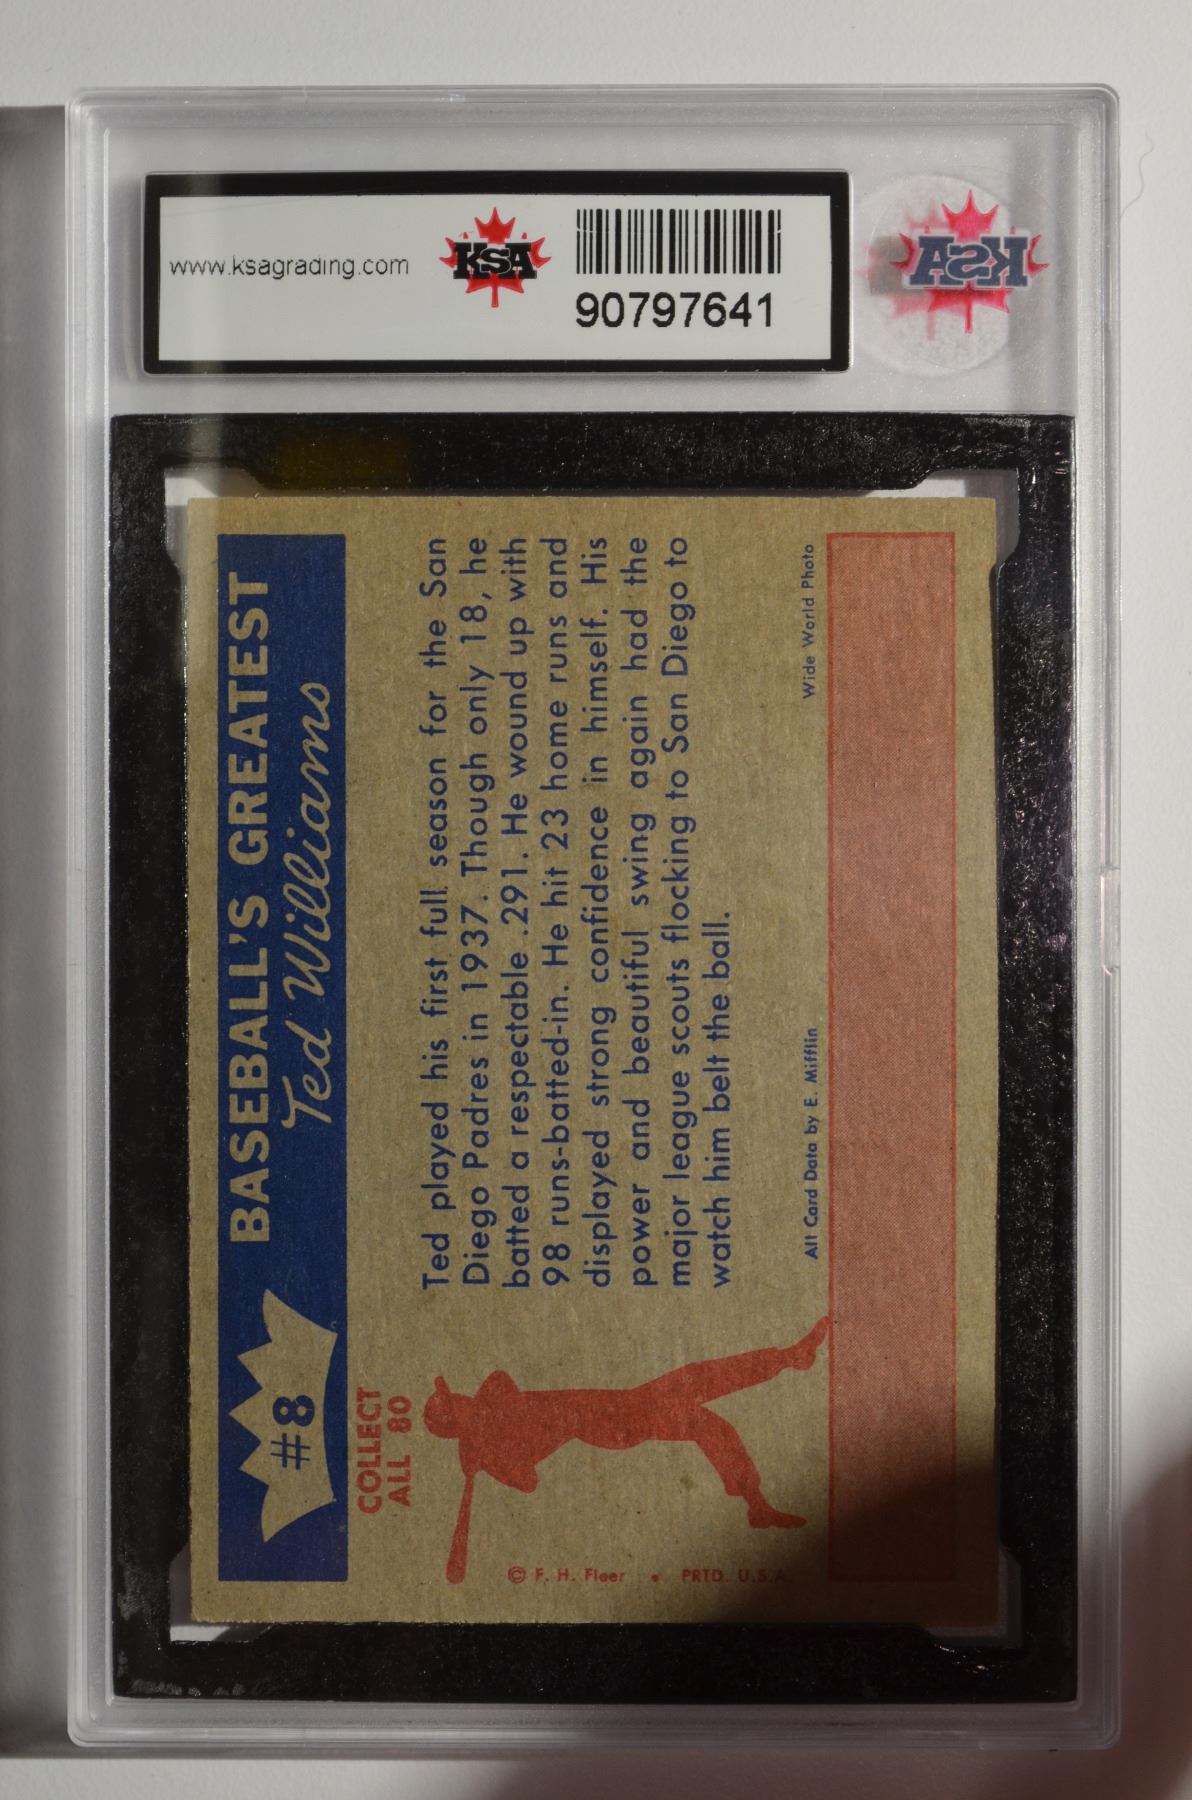 www.ksagrading.com
KSA
90797641
KSA
#8
BASEBALL'S GREATEST
Ted Williams
COLLECT
ALL 80
Ted played his first full season for the San
Diego Padres in 1937. Though only 18, he
batted a respectable .291. He wound up with
98 runs-batted-in. He hit 23 home runs and
displayed strong confidence in himself. His
power and beautiful swing again had the
major league scouts flocking to San Diego to
watch him belt the ball.
All Card Data by E. Mifflin
Wide World Photo
© F. H. Fleer • PRTD. U.S.A.